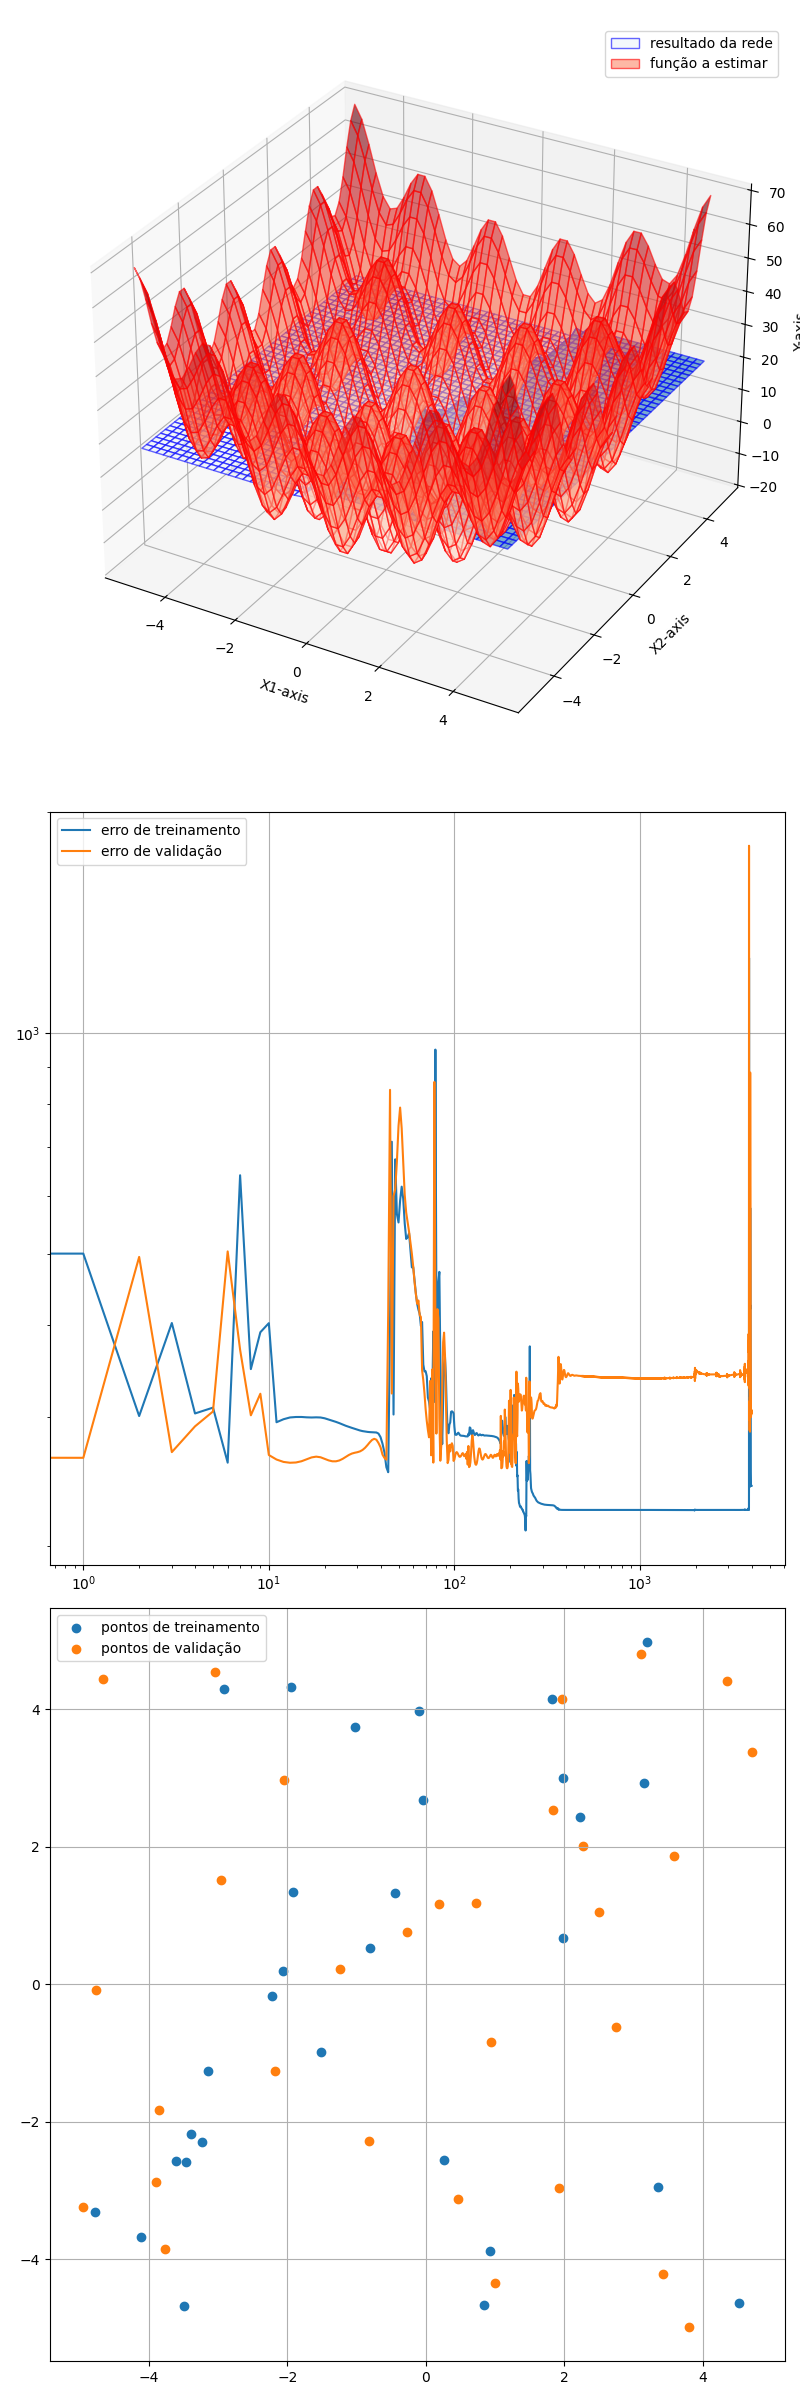 resultado da rede
função a estimar
70
60
50
40
30
20
10
0
−10
−20
Y-axis
4
2
0
−2
−4
X2-axis
−4
−2
0
2
4
X1-axis
erro de treinamento
erro de validação
10³
10⁰ 10¹ 10² 10³
pontos de treinamento
pontos de validação
4
2
0
−2
−4
−4 −2 0 2 4